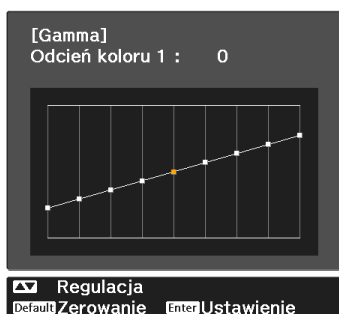 [Gamma]
Odcień koloru 1 : 0
Regulacja
Default Zerowanie Enter Ustawienie